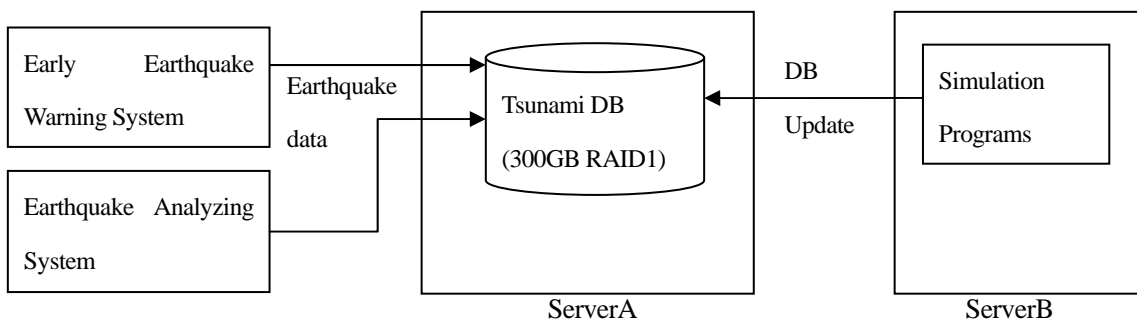 Early Earthquake
Warning System
Earthquake
data
Earthquake Analyzing
System
Tsunami DB
(300GB RAID1)
ServerA
DB
Update
Simulation
Programs
ServerB